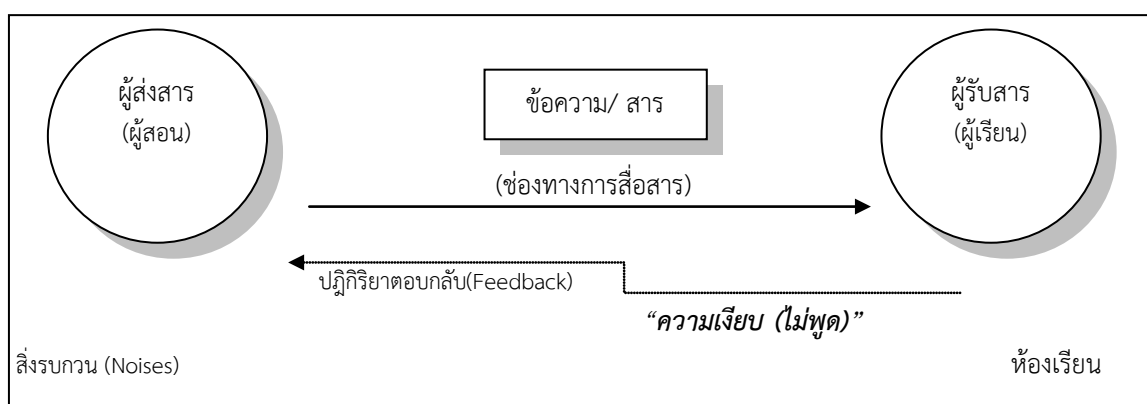 ผู้ส่งสาร
(ผู้สอน)
ข้อความ/ สาร
ผู้รับสาร
(ผู้เรียน)
(ช่องทางการสื่อสาร)
ปฎิกิริยาตอบกลับ(Feedback)
“ความเงียบ (ไม่พูด)”
สิ่งรบกวน (Noises)
ห้องเรียน